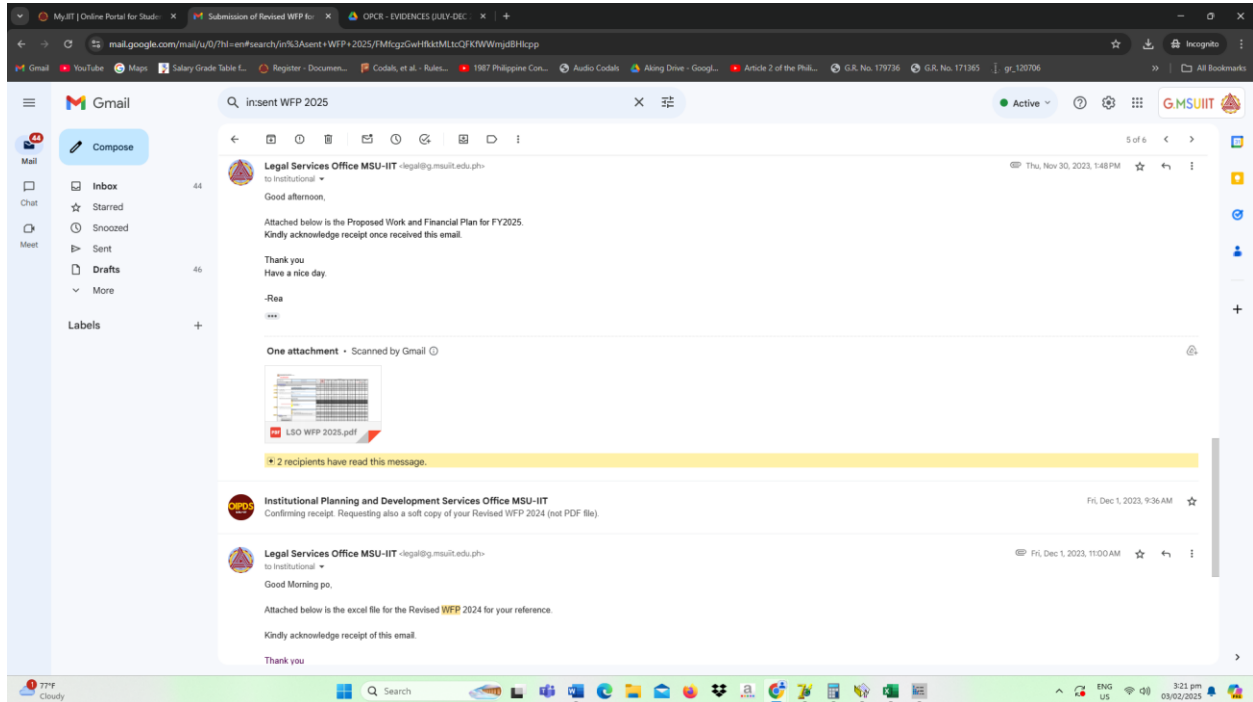 MyIIT | Online Portal for Stude
Submission of Revised WFP for
OPCR - EVIDENCES (JULY-DEC
mail.google.com/mail/u/0/?hl=en#search/in%3Asent+WFP+2025/FMfcgzGwHfkktMLtcQFKfWWmjdBHlcpp
Incognito
Gmail
YouTube
Maps
Salary Grade Table f...
Register - Documen...
Codals, et al. - Rules...
1987 Philippine Con...
Audio Codals
Aking Drive - Googl...
Article 2 of the Phili...
G.R. No. 179736
G.R. No. 171365
gr_120706
All Bookmarks
Gmail
in:sent WFP 2025
Active
G.MSUIIT
44
Mail
Chat
Meet
Compose
Inbox 44
Starred
Snoozed
Sent
Drafts 46
More
Labels
5 of 6
Legal Services Office MSU-IIT <legal@g.msuiit.edu.ph>
Thu, Nov 30, 2023, 1:48 PM
to Institutional
Good afternoon,
Attached below is the Proposed Work and Financial Plan for FY2025.
Kindly acknowledge receipt once received this email.
Thank you
Have a nice day.
-Rea
One attachment • Scanned by Gmail
PDF LSO WFP 2025.pdf
2 recipients have read this message.
OIPDS
Institutional Planning and Development Services Office MSU-IIT
Fri, Dec 1, 2023, 9:36 AM
Confirming receipt. Requesting also a soft copy of your Revised WFP 2024 (not PDF file).
Legal Services Office MSU-IIT <legal@g.msuiit.edu.ph>
Fri, Dec 1, 2023, 11:00 AM
to Institutional
Good Morning po,
Attached below is the excel file for the Revised WFP 2024 for your reference.
Kindly acknowledge receipt of this email.
Thank you
1
77°F
Cloudy
Search
ENG
US
3:21 pm
03/02/2025